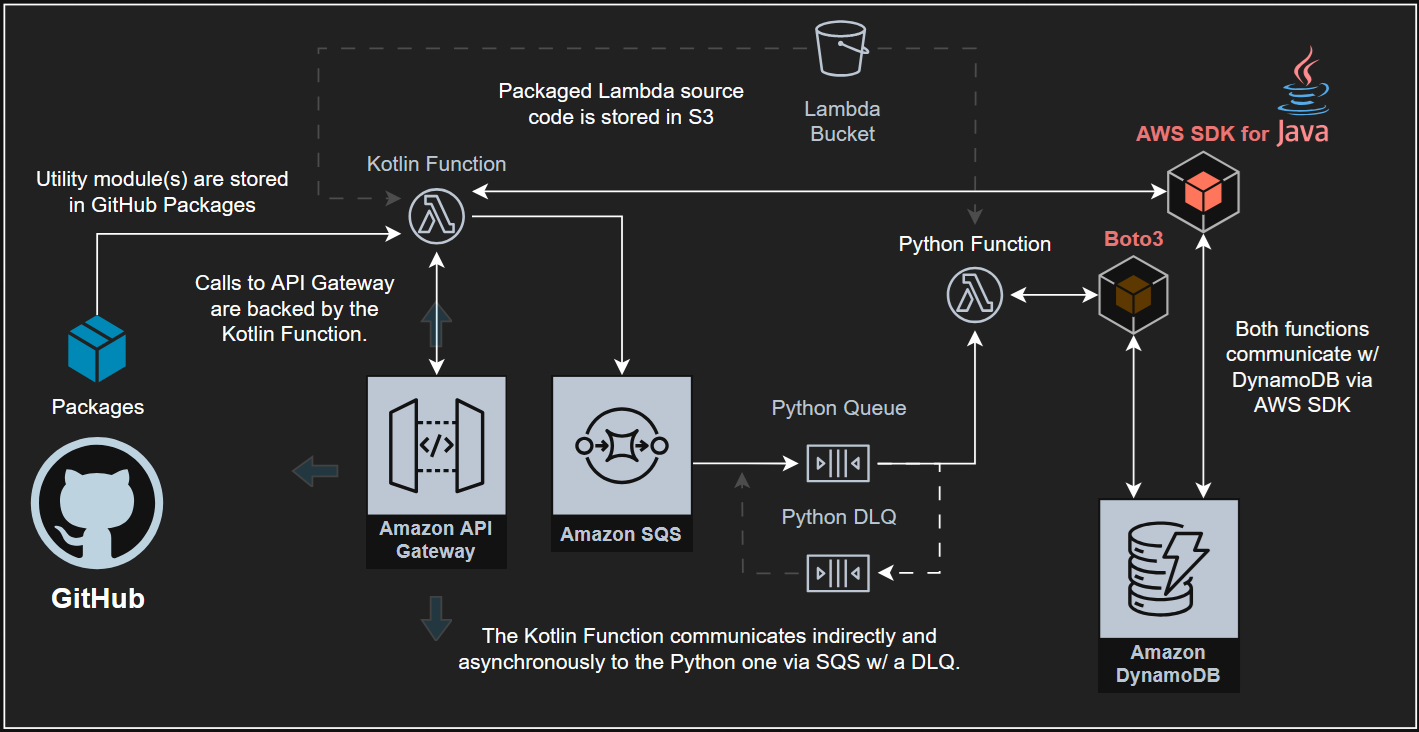 Packaged Lambda source
code is stored in S3
Lambda
Bucket
AWS SDK for
Java
Kotlin Function
Utility module(s) are stored
in GitHub Packages
Python Function
Boto3
Calls to API Gateway
are backed by the
Kotlin Function.
Both functions
communicate w/
DynamoDB via
AWS SDK
Packages
Python Queue
</>
Amazon API
Gateway
Amazon SQS
Python DLQ
GitHub
The Kotlin Function communicates indirectly and
asynchronously to the Python one via SQS w/ a DLQ.
Amazon
DynamoDB